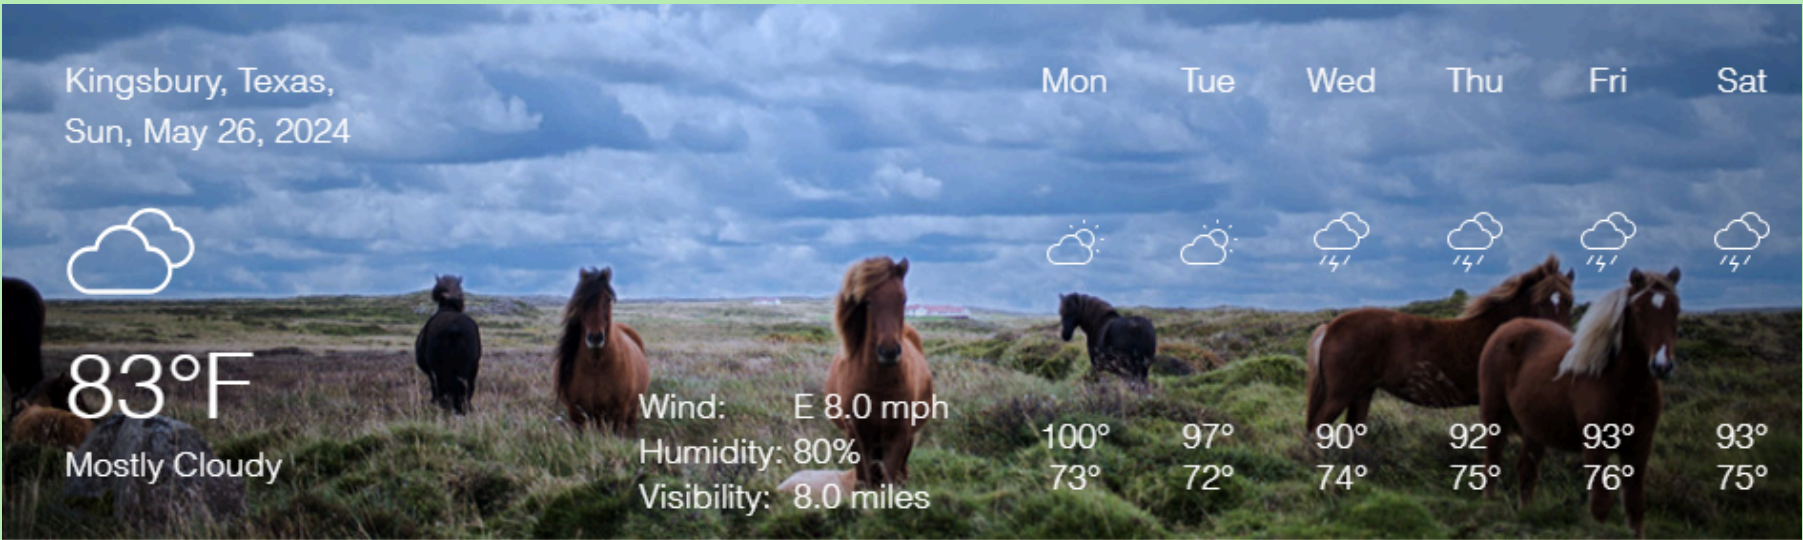 Kingsbury, Texas,
Sun, May 26, 2024
83°F
Mostly Cloudy
Wind: E 8.0 mph
Humidity: 80%
Visibility: 8.0 miles
Mon Tue Wed Thu Fri Sat
100° 97° 90° 92° 93° 93°
73° 72° 74° 75° 76° 75°